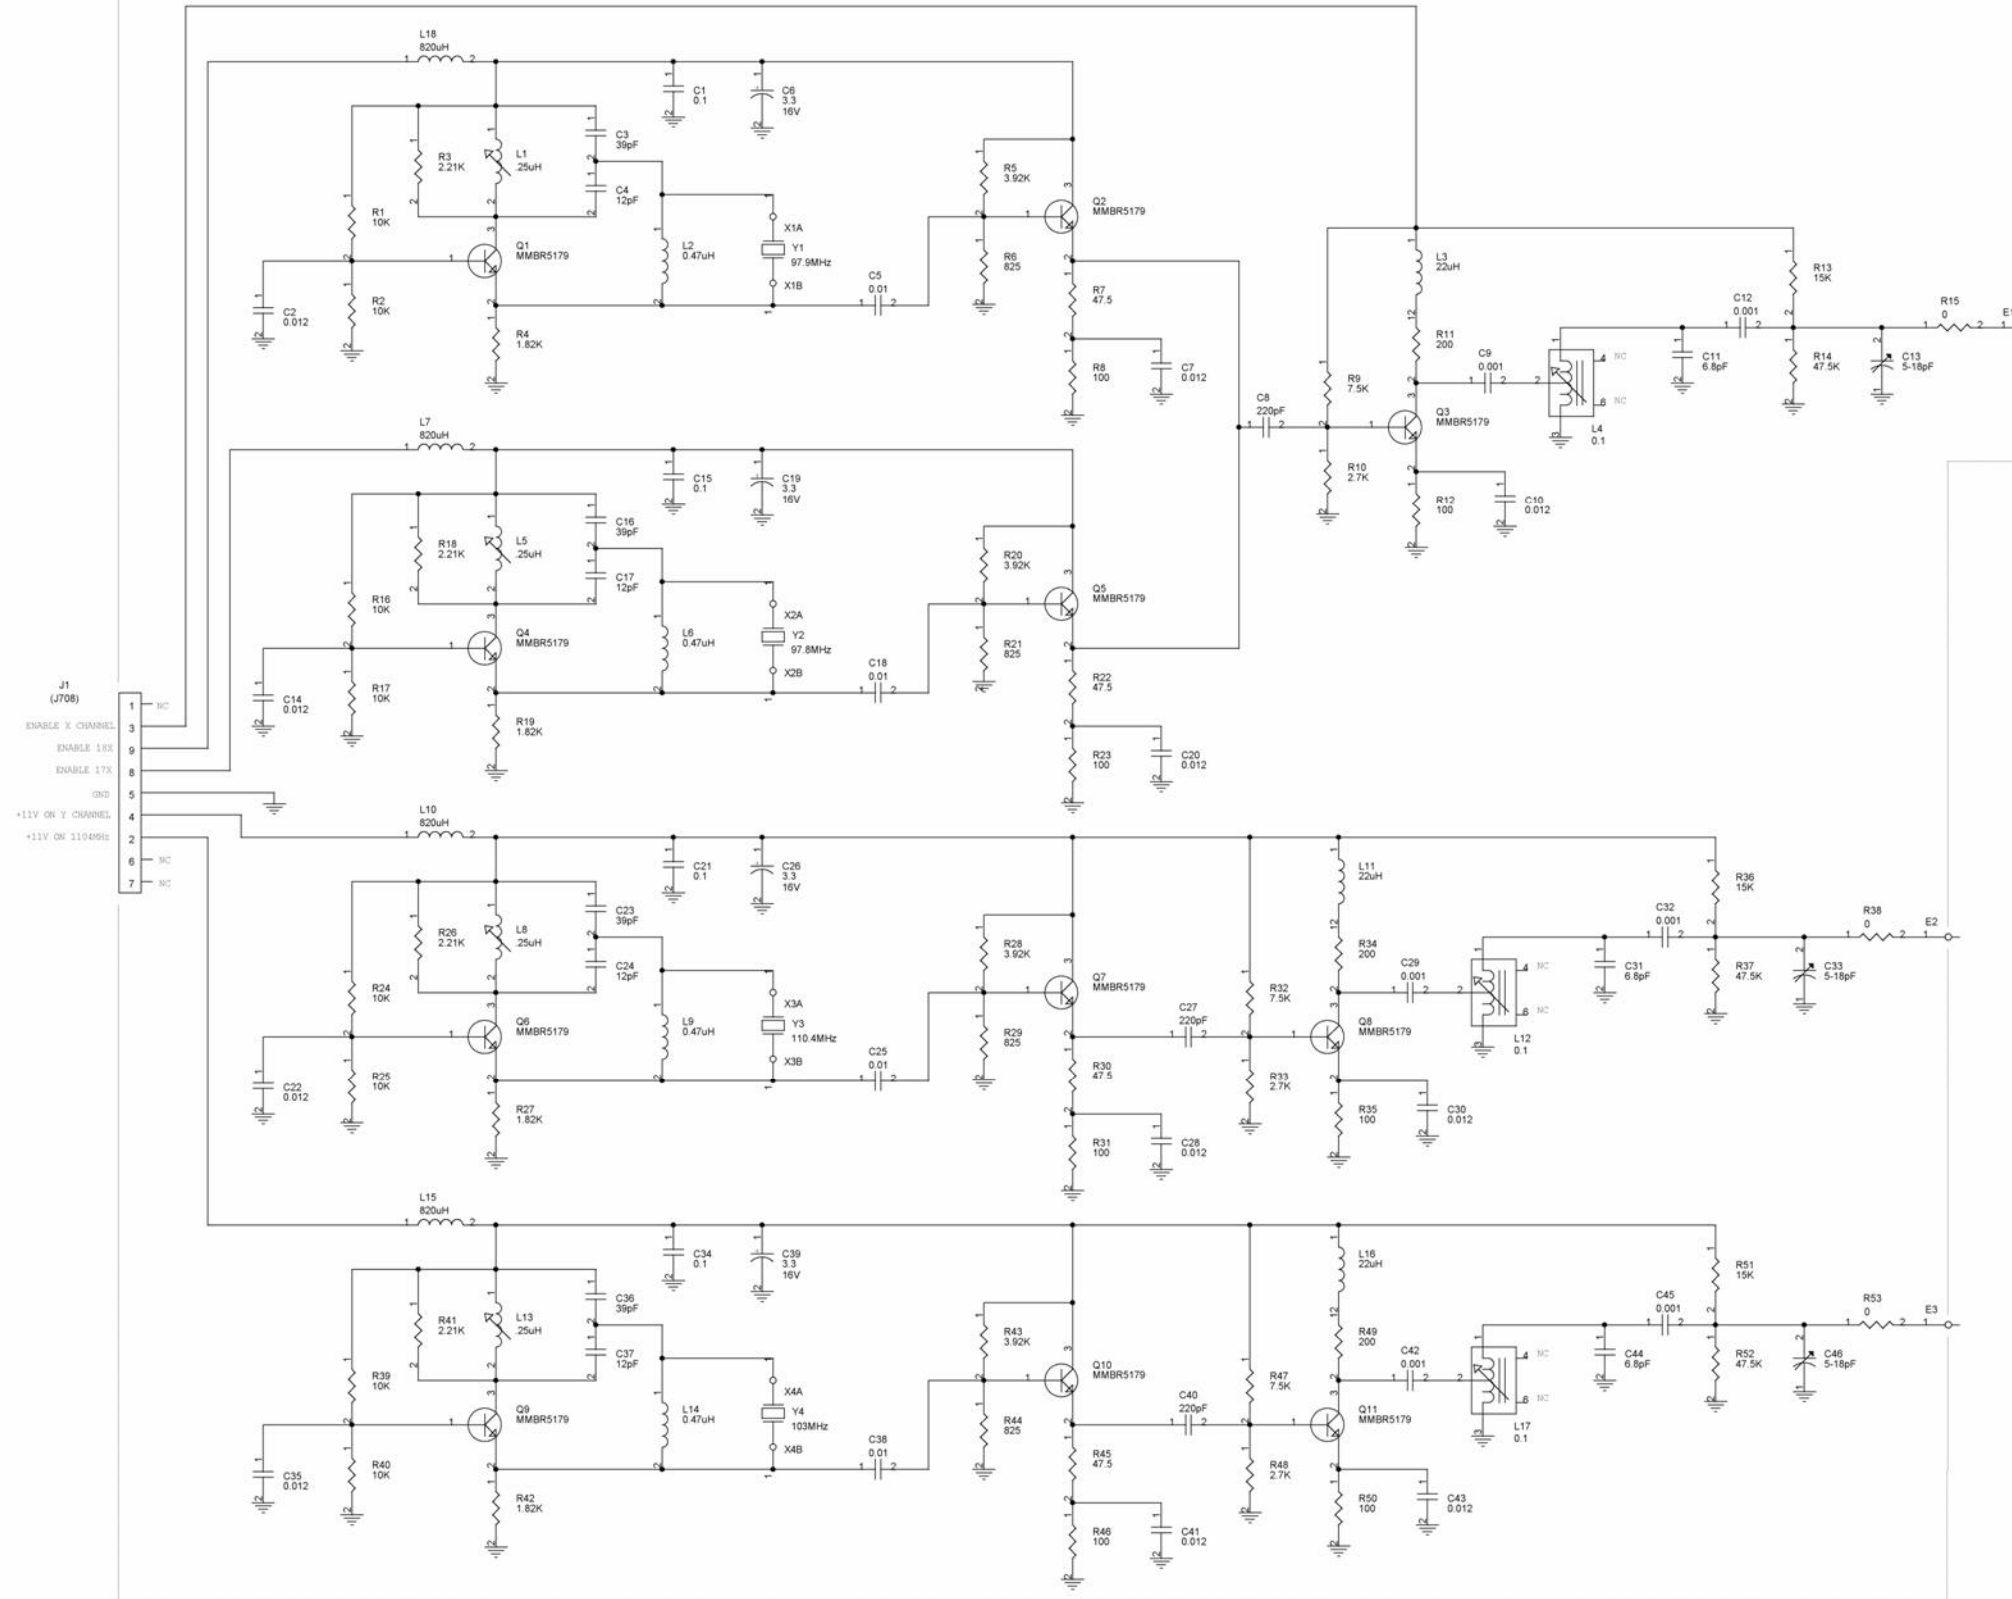 L18
820uH
C1
0.1
C6
3.3
16V
R3
2.21K
L1
.25uH
C3
39pF
C4
12pF
R1
10K
Q1
MMBR5179
L2
0.47uH
X1A
Y1
97.9MHz
X1B
R5
3.92K
Q2
MMBR5179
R6
825
C5
0.01
R7
47.5
C2
0.012
R2
10K
R4
1.82K
R8
100
C7
0.012
L3
22uH
R13
15K
C12
0.001
R15
0
E1
R11
200
C9
0.001
NC
NC
C11
6.8pF
R14
47.5K
C13
5-18pF
R9
7.5K
C8
220pF
Q3
MMBR5179
L4
0.1
R10
2.7K
R12
100
C10
0.012
L7
820uH
C15
0.1
C19
3.3
16V
R18
2.21K
L5
.25uH
C16
39pF
C17
12pF
R16
10K
Q4
MMBR5179
L6
0.47uH
X2A
Y2
97.8MHz
X2B
R20
3.92K
Q5
MMBR5179
R21
825
C18
0.01
R22
47.5
C14
0.012
R17
10K
R19
1.82K
R23
100
C20
0.012
J1
(J708)
1 NC
ENABLE X CHANNEL 3
ENABLE 18X 9
ENABLE 17X 8
GND 5
+11V ON Y CHANNEL 4
+11V ON 1104MHz 2
6 NC
7 NC
L10
820uH
C21
0.1
C26
3.3
16V
L11
22uH
R36
15K
R26
2.21K
L8
.25uH
C23
39pF
C24
12pF
R24
10K
Q6
MMBR5179
L9
0.47uH
X3A
Y3
110.4MHz
X3B
R28
3.92K
Q7
MMBR5179
R29
825
C25
0.01
R30
47.5
C22
0.012
R25
10K
R27
1.82K
R31
100
C28
0.012
C27
220pF
R32
7.5K
R33
2.7K
R34
200
Q8
MMBR5179
R35
100
C30
0.012
C29
0.001
NC
NC
L12
0.1
C31
6.8pF
C32
0.001
R37
47.5K
C33
5-18pF
R38
0
E2
L15
820uH
C34
0.1
C39
3.3
16V
L16
22uH
R51
15K
R41
2.21K
L13
.25uH
C36
39pF
C37
12pF
R39
10K
Q9
MMBR5179
L14
0.47uH
X4A
Y4
103MHz
X4B
R43
3.92K
Q10
MMBR5179
R44
825
C38
0.01
R45
47.5
C35
0.012
R40
10K
R42
1.82K
R46
100
C41
0.012
C40
220pF
R47
7.5K
R48
2.7K
R49
200
Q11
MMBR5179
R50
100
C43
0.012
C42
0.001
NC
NC
L17
0.1
C44
6.8pF
C45
0.001
R52
47.5K
C46
5-18pF
R53
0
E3